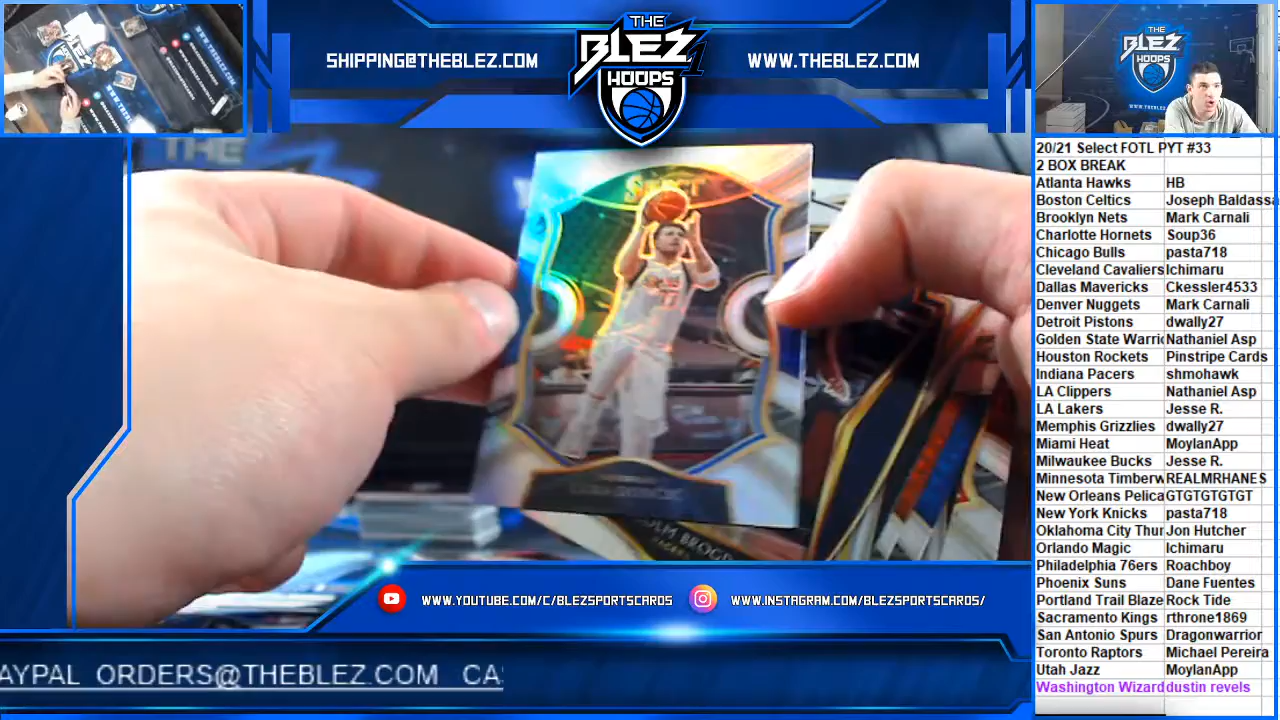 SHIPPING@THEBLEZ.COM
THE
BLEZ
HOOPS
WWW.THEBLEZ.COM
THE
THE
BLEZ
20/21 Select FOTL PYT #33
2 BOX BREAK
Atlanta Hawks HB
Boston Celtics Joseph Baldassa
Brooklyn Nets Mark Carnali
Charlotte Hornets Soup36
Chicago Bulls pasta718
Cleveland Cavaliers Ichimaru
Dallas Mavericks Ckessler4533
Denver Nuggets Mark Carnali
Detroit Pistons dwally27
Golden State Warric Nathaniel Asp
Houston Rockets Pinstripe Cards
Indiana Pacers shmohawk
LA Clippers Nathaniel Asp
LA Lakers Jesse R.
Memphis Grizzlies dwally27
Miami Heat MoylanApp
Milwaukee Bucks Jesse R.
Minnesota Timberw REALMRHANES
New Orleans Pelica GTGTGTGTGT
New York Knicks pasta718
Oklahoma City Thur Jon Hutcher
Orlando Magic Ichimaru
Philadelphia 76ers Roachboy
Phoenix Suns Dane Fuentes
Portland Trail Blaze Rock Tide
Sacramento Kings rthrone1869
San Antonio Spurs Dragonwarrior
Toronto Raptors Michael Pereira
Utah Jazz MoylanApp
Washington Wizard dustin revels
WWW.YOUTUBE.COM/C/BLEZSPORTSCARDS
WWW.INSTAGRAM.COM/BLEZSPORTSCARDS/
AYPAL ORDERS@THEBLEZ.COM CA